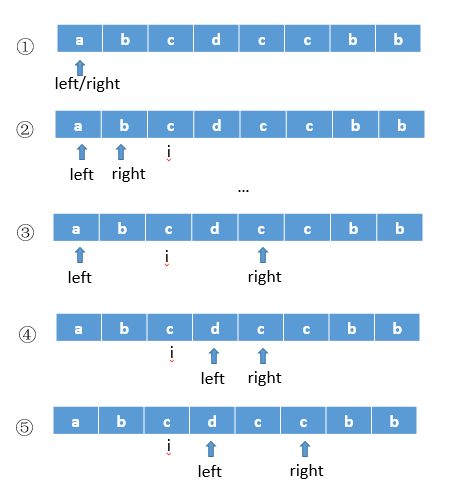 ① a b c d c c b b
left/right
② a b c d c c b b
i
left right
...
③ a b c d c c b b
i
left right
④ a b c d c c b b
i
left right
⑤ a b c d c c b b
i
left right